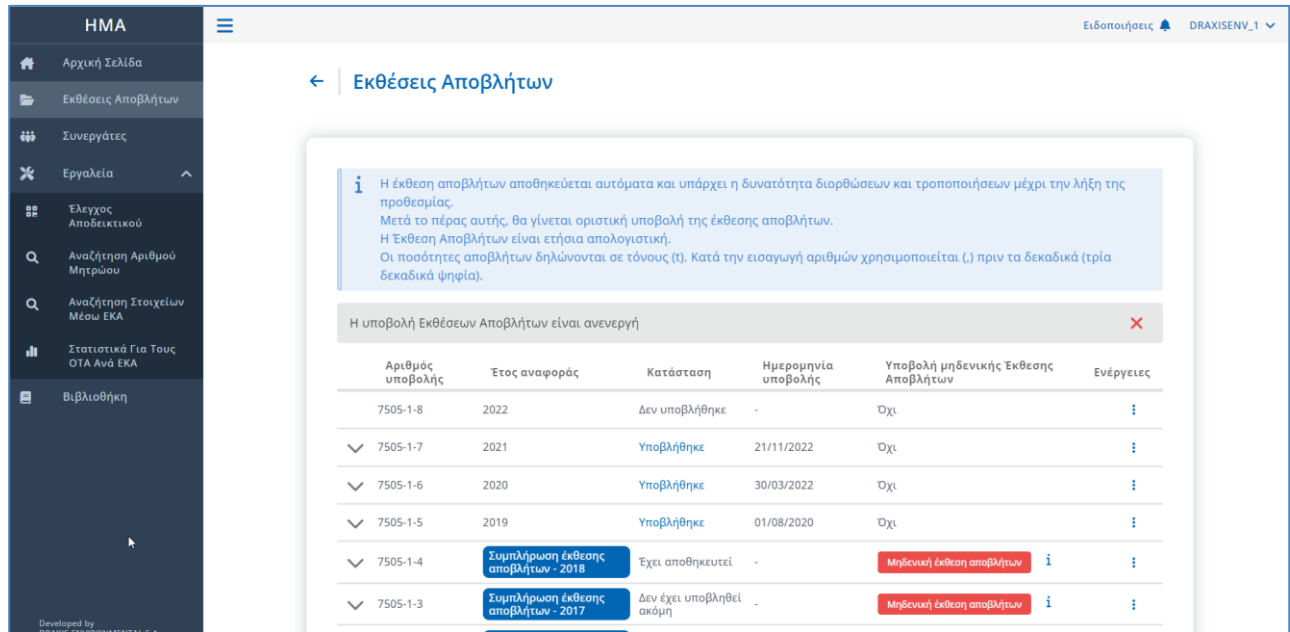 ΗΜΑ
Ειδοποιήσεις
DRAXISENV_1
Αρχική Σελίδα
Εκθέσεις Αποβλήτων
Συνεργάτες
Εργαλεία
Έλεγχος
Αποδεικτικού
Αναζήτηση Αριθμού
Μητρώου
Αναζήτηση Στοιχείων
Μέσω ΕΚΑ
Στατιστικά Για Τους
ΟΤΑ Ανά ΕΚΑ
Βιβλιοθήκη
Developed by
DRAXIS ENVIRONMENTAL S.A.
Εκθέσεις Αποβλήτων
Η έκθεση αποβλήτων αποθηκεύεται αυτόματα και υπάρχει η δυνατότητα διορθώσεων και τροποποιήσεων μέχρι την λήξη της
προθεσμίας.
Μετά το πέρας αυτής, θα γίνεται οριστική υποβολή της έκθεσης αποβλήτων.
Η Έκθεση Αποβλήτων είναι ετήσια απολογιστική.
Οι ποσότητες αποβλήτων δηλώνονται σε τόνους (t). Κατά την εισαγωγή αριθμών χρησιμοποιείται (,) πριν τα δεκαδικά (τρία
δεκαδικά ψηφία).
Η υποβολή Εκθέσεων Αποβλήτων είναι ανενεργή
Αριθμός
υποβολής
Έτος αναφοράς
Κατάσταση
Ημερομηνία
υποβολής
Υποβολή μηδενικής Έκθεσης
Αποβλήτων
Ενέργειες
7505-1-8 2022 Δεν υποβλήθηκε - Όχι
7505-1-7 2021 Υποβλήθηκε 21/11/2022 Όχι
7505-1-6 2020 Υποβλήθηκε 30/03/2022 Όχι
7505-1-5 2019 Υποβλήθηκε 01/08/2020 Όχι
7505-1-4
Συμπλήρωση έκθεσης
αποβλήτων - 2018
Έχει αποθηκευτεί - Μηδενική έκθεση αποβλήτων
7505-1-3
Συμπλήρωση έκθεσης
αποβλήτων - 2017
Δεν έχει υποβληθεί
ακόμη
- Μηδενική έκθεση αποβλήτων